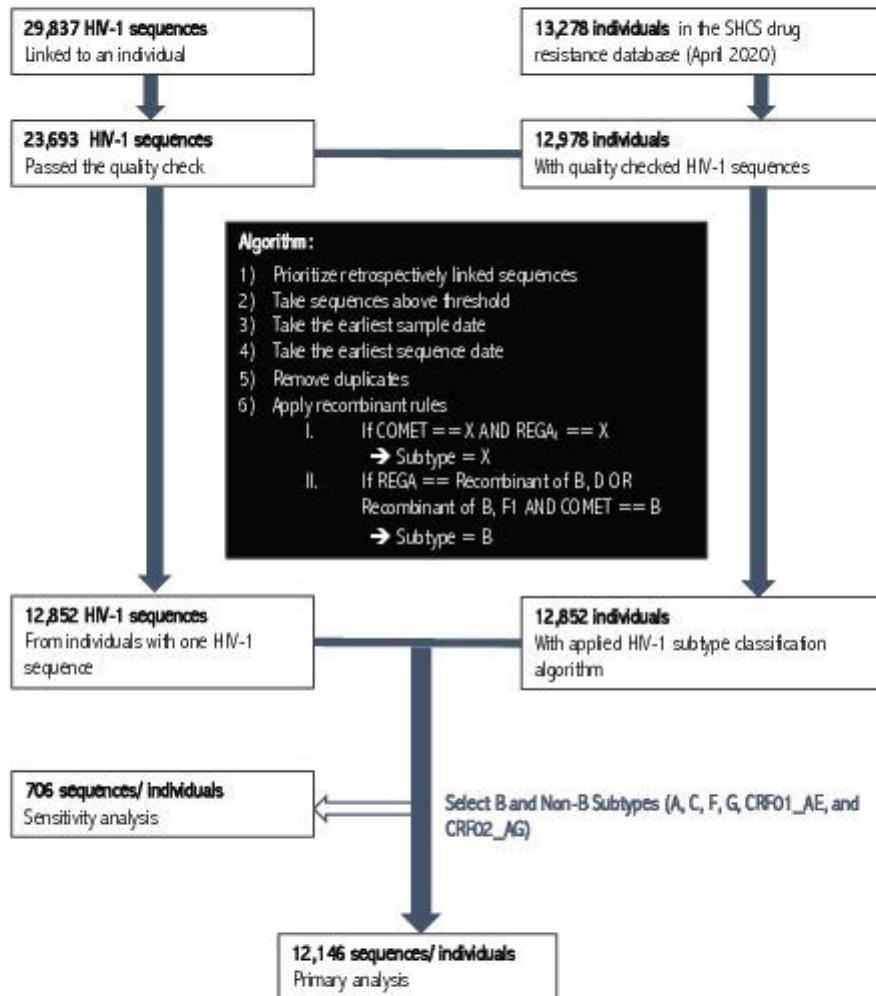 29,837 HIV-1 sequences
Linked to an individual
13,278 individuals in the SHCS drug
resistance database (April 2020)
23,693 HIV-1 sequences
Passed the quality check
12,978 individuals
With quality checked HIV-1 sequences
Algorithm:
1) Prioritize retrospectively linked sequences
2) Take sequences above threshold
3) Take the earliest sample date
4) Take the earliest sequence date
5) Remove duplicates
6) Apply recombinant rules
I. If COMET == X AND REGA, == X
➔ Subtype = X
II. If REGA == Recombinant of B, D OR
Recombinant of B, F1 AND COMET == B
➔ Subtype = B
12,852 HIV-1 sequences
From individuals with one HIV-1
sequence
12,852 individuals
With applied HIV-1 subtype classification
algorithm
706 sequences/ individuals
Sensitivity analysis
Select B and Non-B Subtypes (A, C, F, G, CRF01_AE, and
CRF02_AG)
12,146 sequences/ individuals
Primary analysis